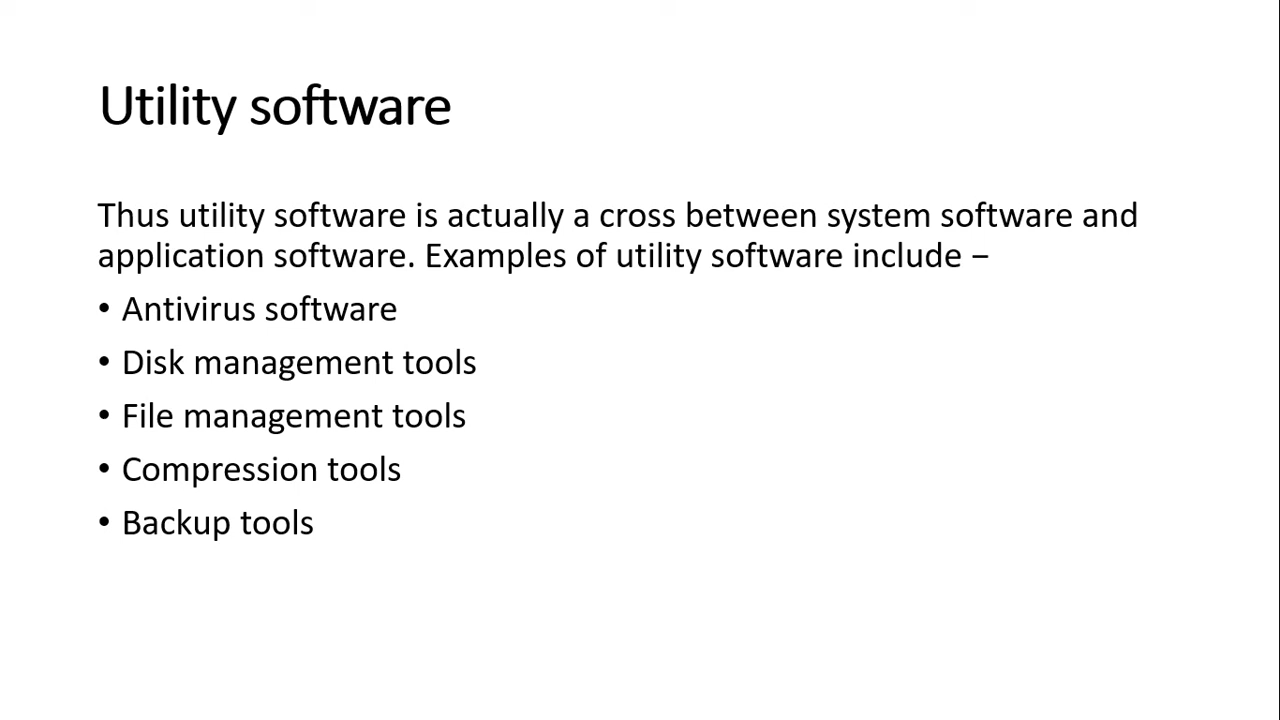 Utility software
Thus utility software is actually a cross between system software and
application software. Examples of utility software include −
• Antivirus software
• Disk management tools
• File management tools
• Compression tools
• Backup tools